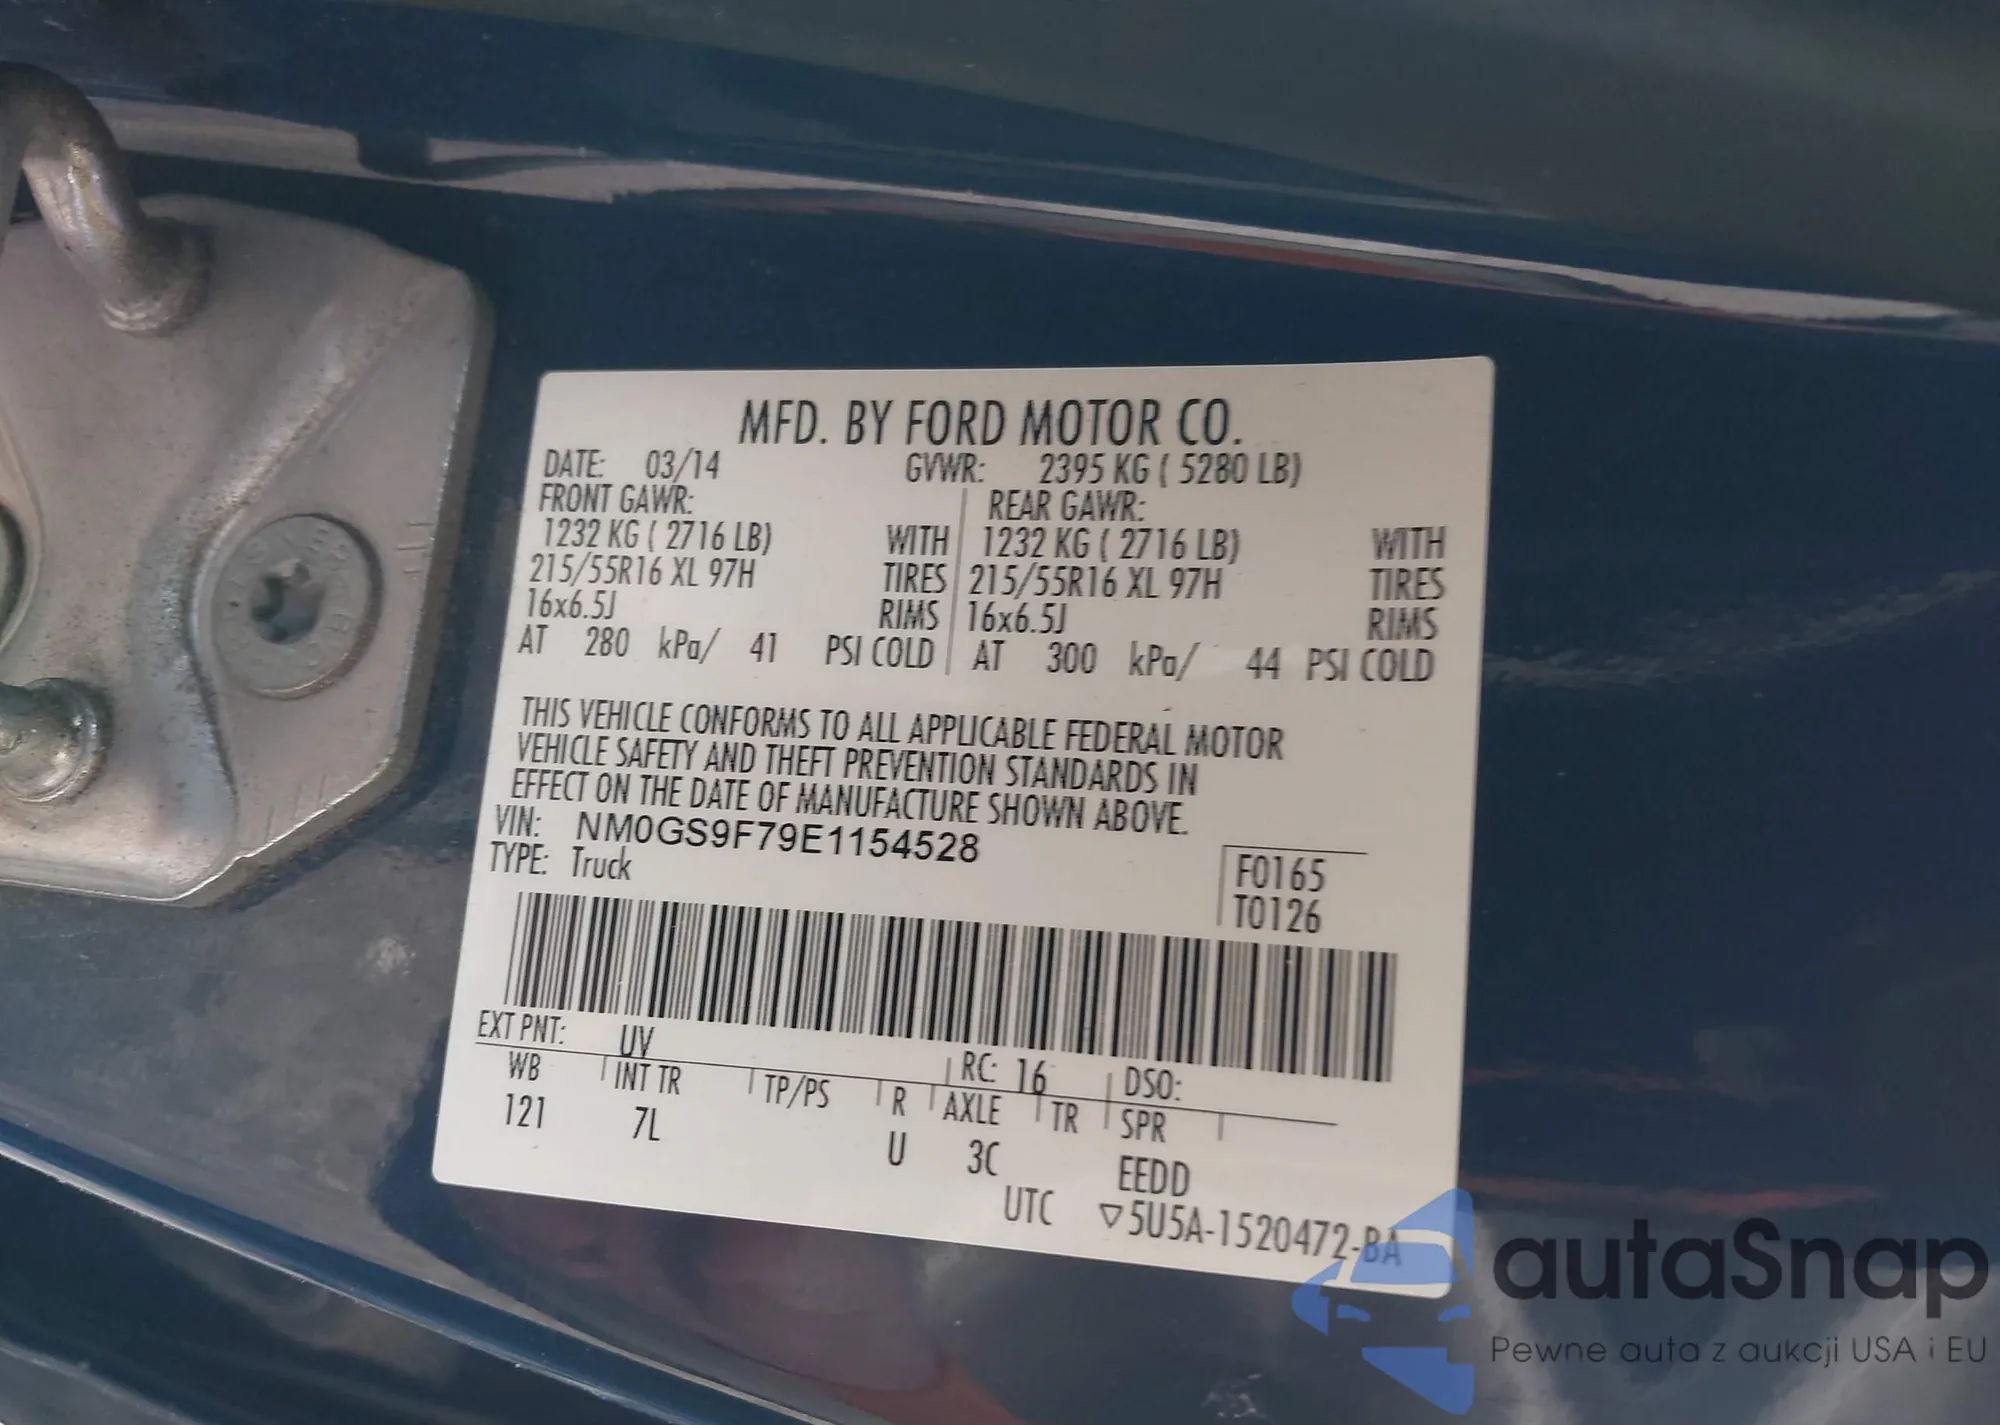 MFD. BY FORD MOTOR CO.
DATE: 03/14 GVWR: 2395 KG ( 5280 LB)
FRONT GAWR: REAR GAWR:
1232 KG ( 2716 LB) WITH 1232 KG ( 2716 LB) WITH
215/55R16 XL 97H TIRES 215/55R16 XL 97H TIRES
16x6.5J RIMS 16x6.5J RIMS
AT 280 kPa/ 41 PSI COLD AT 300 kPa/ 44 PSI COLD
THIS VEHICLE CONFORMS TO ALL APPLICABLE FEDERAL MOTOR
VEHICLE SAFETY AND THEFT PREVENTION STANDARDS IN
EFFECT ON THE DATE OF MANUFACTURE SHOWN ABOVE.
VIN: NM0GS9F79E1154528
TYPE: Truck
F0165
T0126
EXT PNT: UV RC: 16 DSO:
WB INT TR TP/PS R AXLE TR SPR
121 7L U 3C EEDD
UTC ▽5U5A-1520472-BA
autaSnap
Pewne auta z aukcji USA i EU